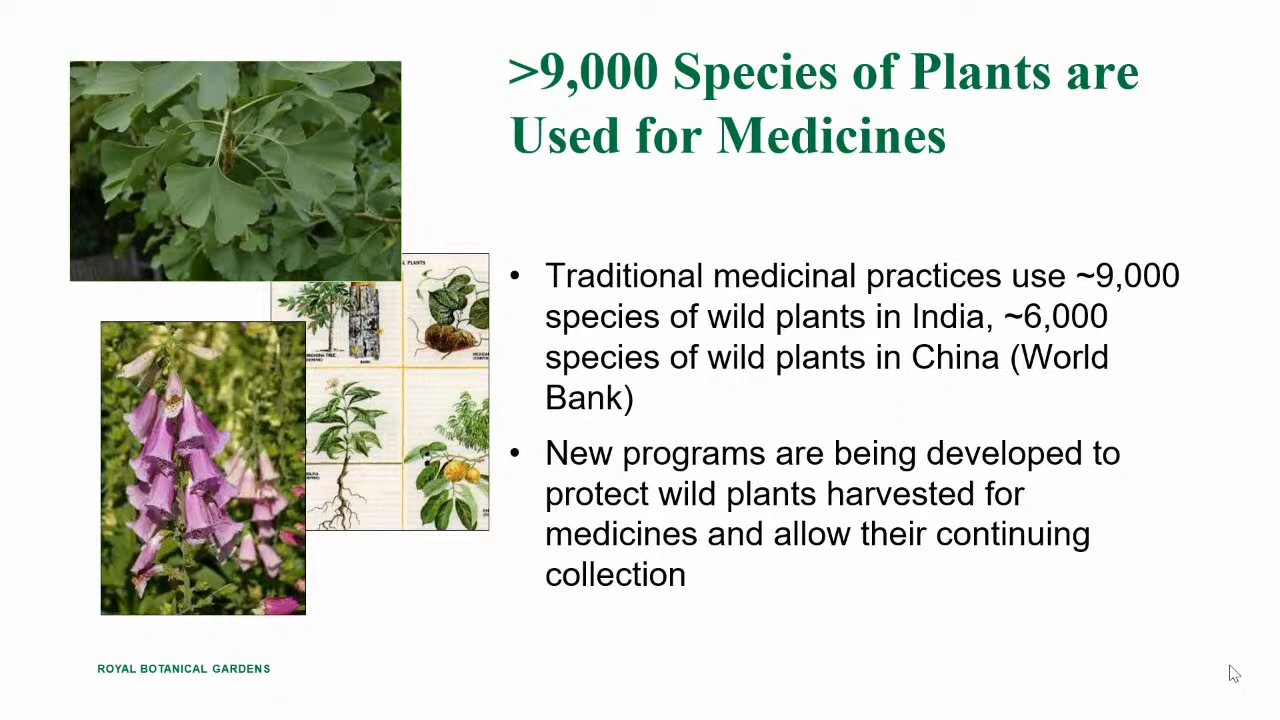 >9,000 Species of Plants are
Used for Medicines
• Traditional medicinal practices use ~9,000
species of wild plants in India, ~6,000
species of wild plants in China (World
Bank)
• New programs are being developed to
protect wild plants harvested for
medicines and allow their continuing
collection
PLANTS
BARK
ROYAL BOTANICAL GARDENS